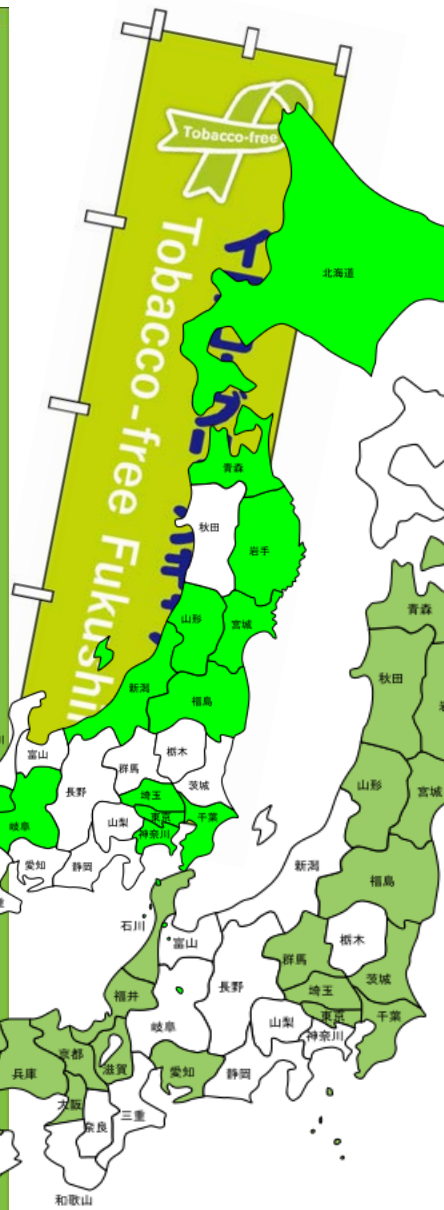 Tobacco-free
Tobacco-free Fukushi
北海道
青森
秋田
岩手
山形
宮城
新潟
福島
富山
群馬
栃木
長野
茨城
埼玉
東京
千葉
山梨
神奈川
岐阜
愛知
静岡
青森
秋田
山形
宮城
新潟
福島
石川
富山
群馬
栃木
長野
茨城
福井
埼玉
岐阜
山梨
東京
千葉
神奈川
京都
兵庫
滋賀
愛知
静岡
大阪
三重
奈良
和歌山